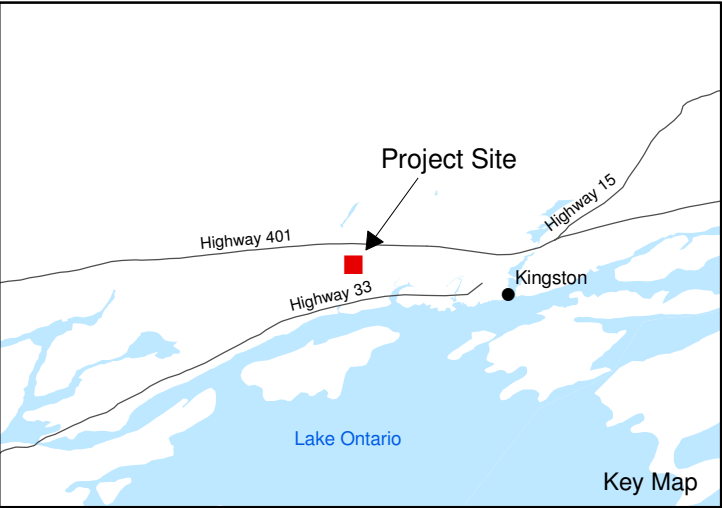 Project Site
Highway 15
Highway 401
Kingston
Highway 33
Lake Ontario
Key Map